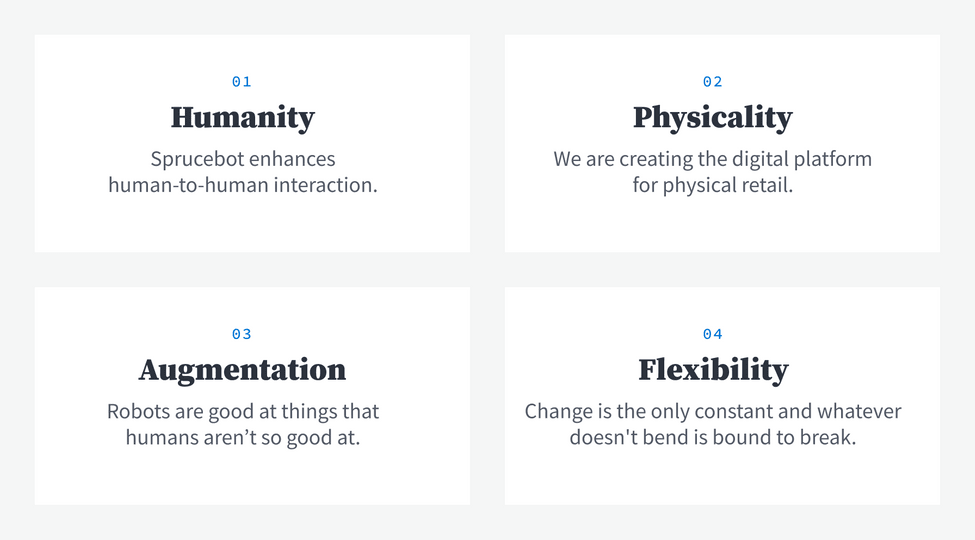 01
Humanity
Sprucebot enhances
human-to-human interaction.
02
Physicality
We are creating the digital platform
for physical retail.
03
Augmentation
Robots are good at things that
humans aren’t so good at.
04
Flexibility
Change is the only constant and whatever
doesn't bend is bound to break.